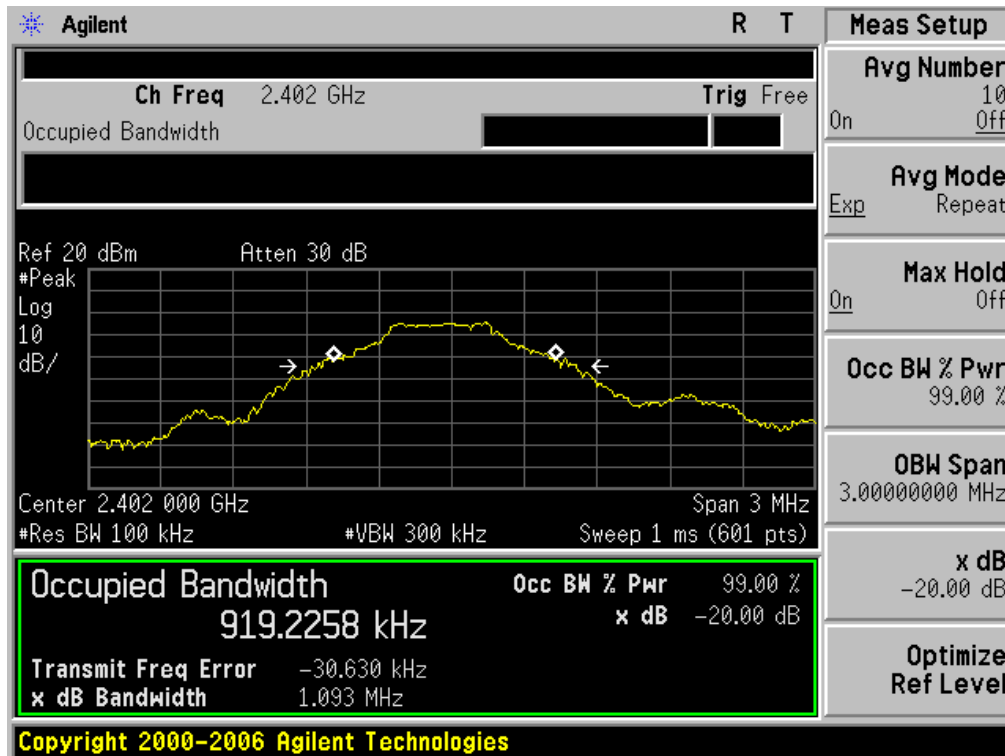 Agilent R T
Ch Freq 2.402 GHz Trig Free
Occupied Bandwidth
Ref 20 dBm Atten 30 dB
#Peak
Log
10
dB/
Center 2.402 000 GHz Span 3 MHz
#Res BW 100 kHz #VBW 300 kHz Sweep 1 ms (601 pts)
Occupied Bandwidth Occ BW % Pwr 99.00 %
919.2258 kHz x dB -20.00 dB
Transmit Freq Error -30.630 kHz
x dB Bandwidth 1.093 MHz
Copyright 2000-2006 Agilent Technologies
Meas Setup
Avg Number
10
On Off
Avg Mode
Exp Repeat
Max Hold
On Off
Occ BW % Pwr
99.00 %
OBW Span
3.00000000 MHz
x dB
-20.00 dB
Optimize
Ref Level